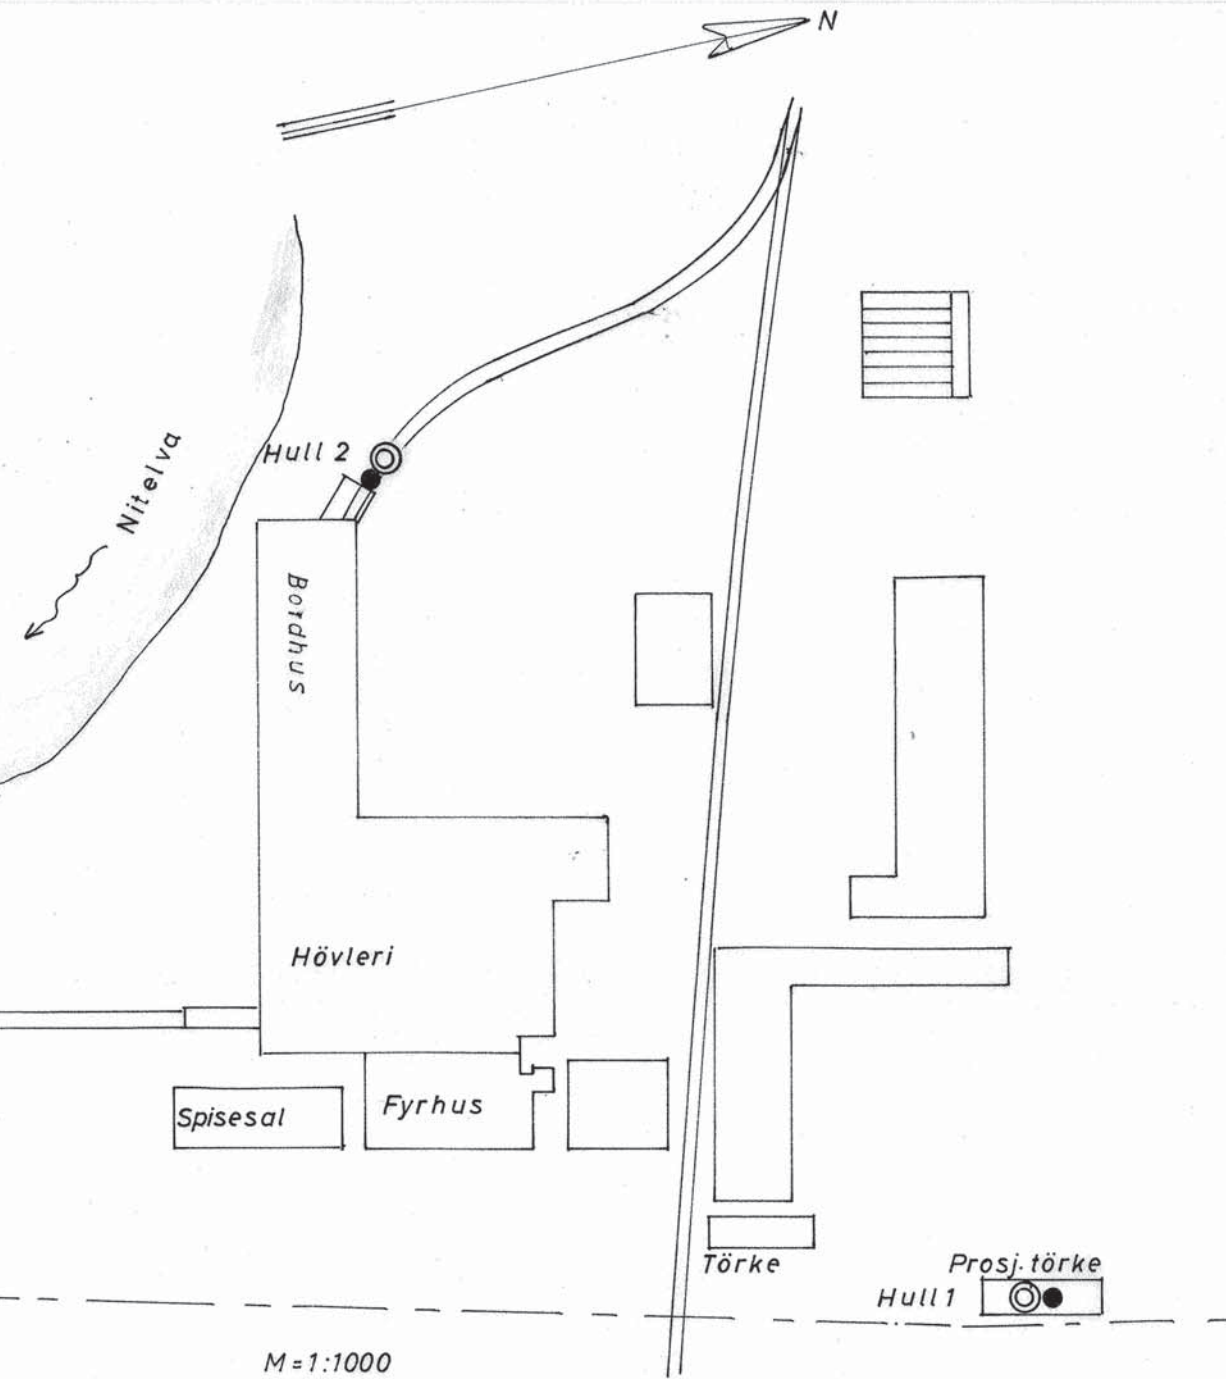 N
Hull 2
Nitelva
Bordhus
Hövleri
Spisesal
Fyrhus
Törke
Prosj. törke
Hull 1
M = 1:1000